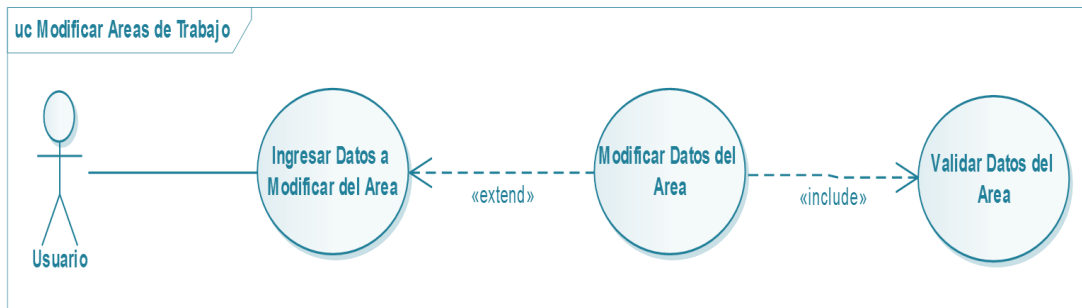 uc Modificar Areas de Trabajo
Ingresar Datos a
Modificar del Area
Modificar Datos del
Area
Validar Datos del
Area
«extend»
«include»
Usuario